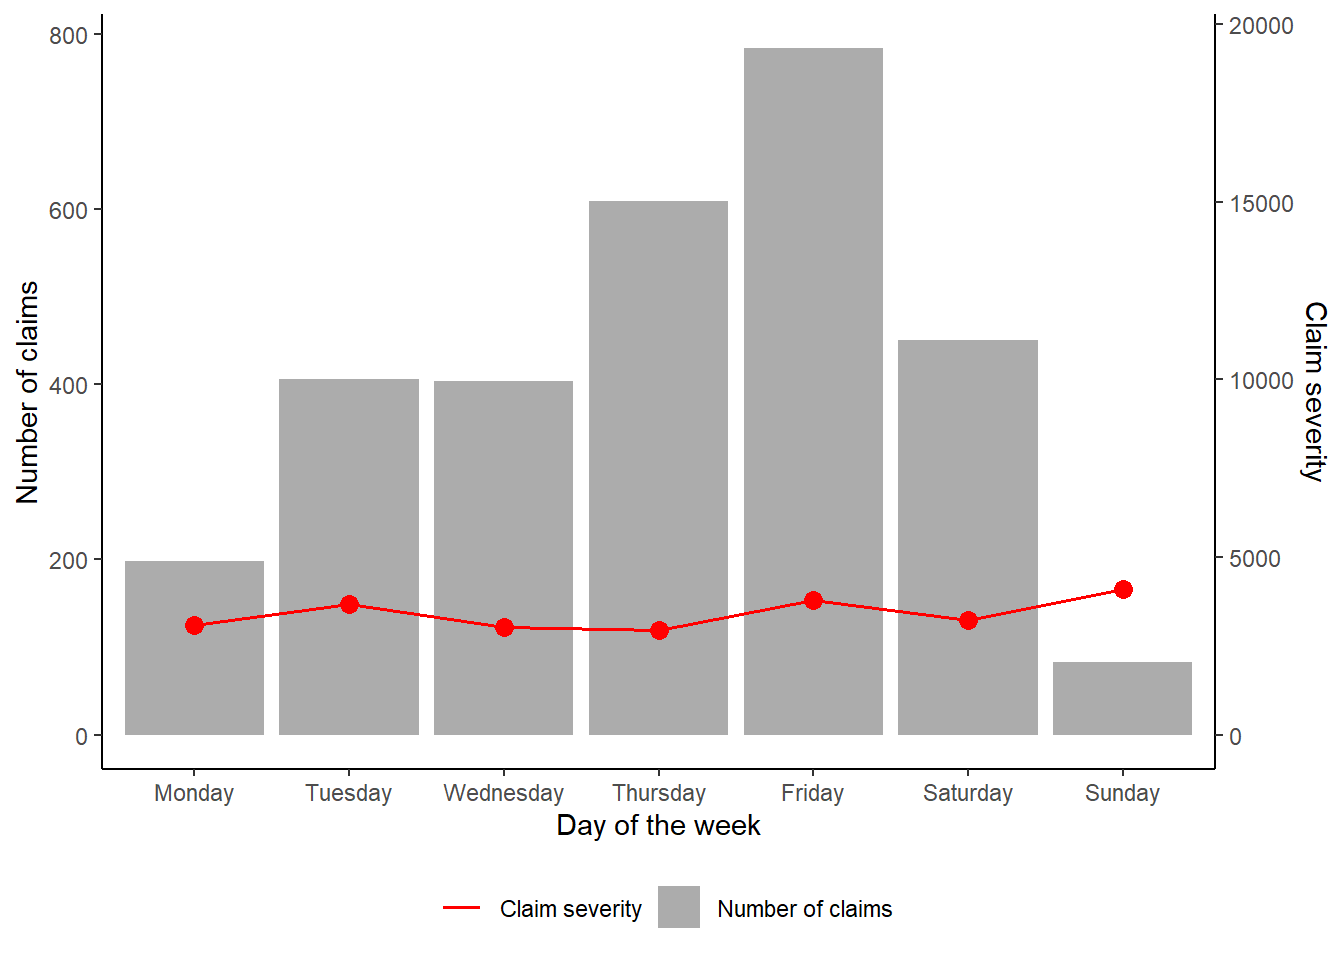 Number of claims
800
600
400
200
0
20000
15000
10000
5000
0
Claim severity
Monday Tuesday Wednesday Thursday Friday Saturday Sunday
Day of the week
Claim severity Number of claims